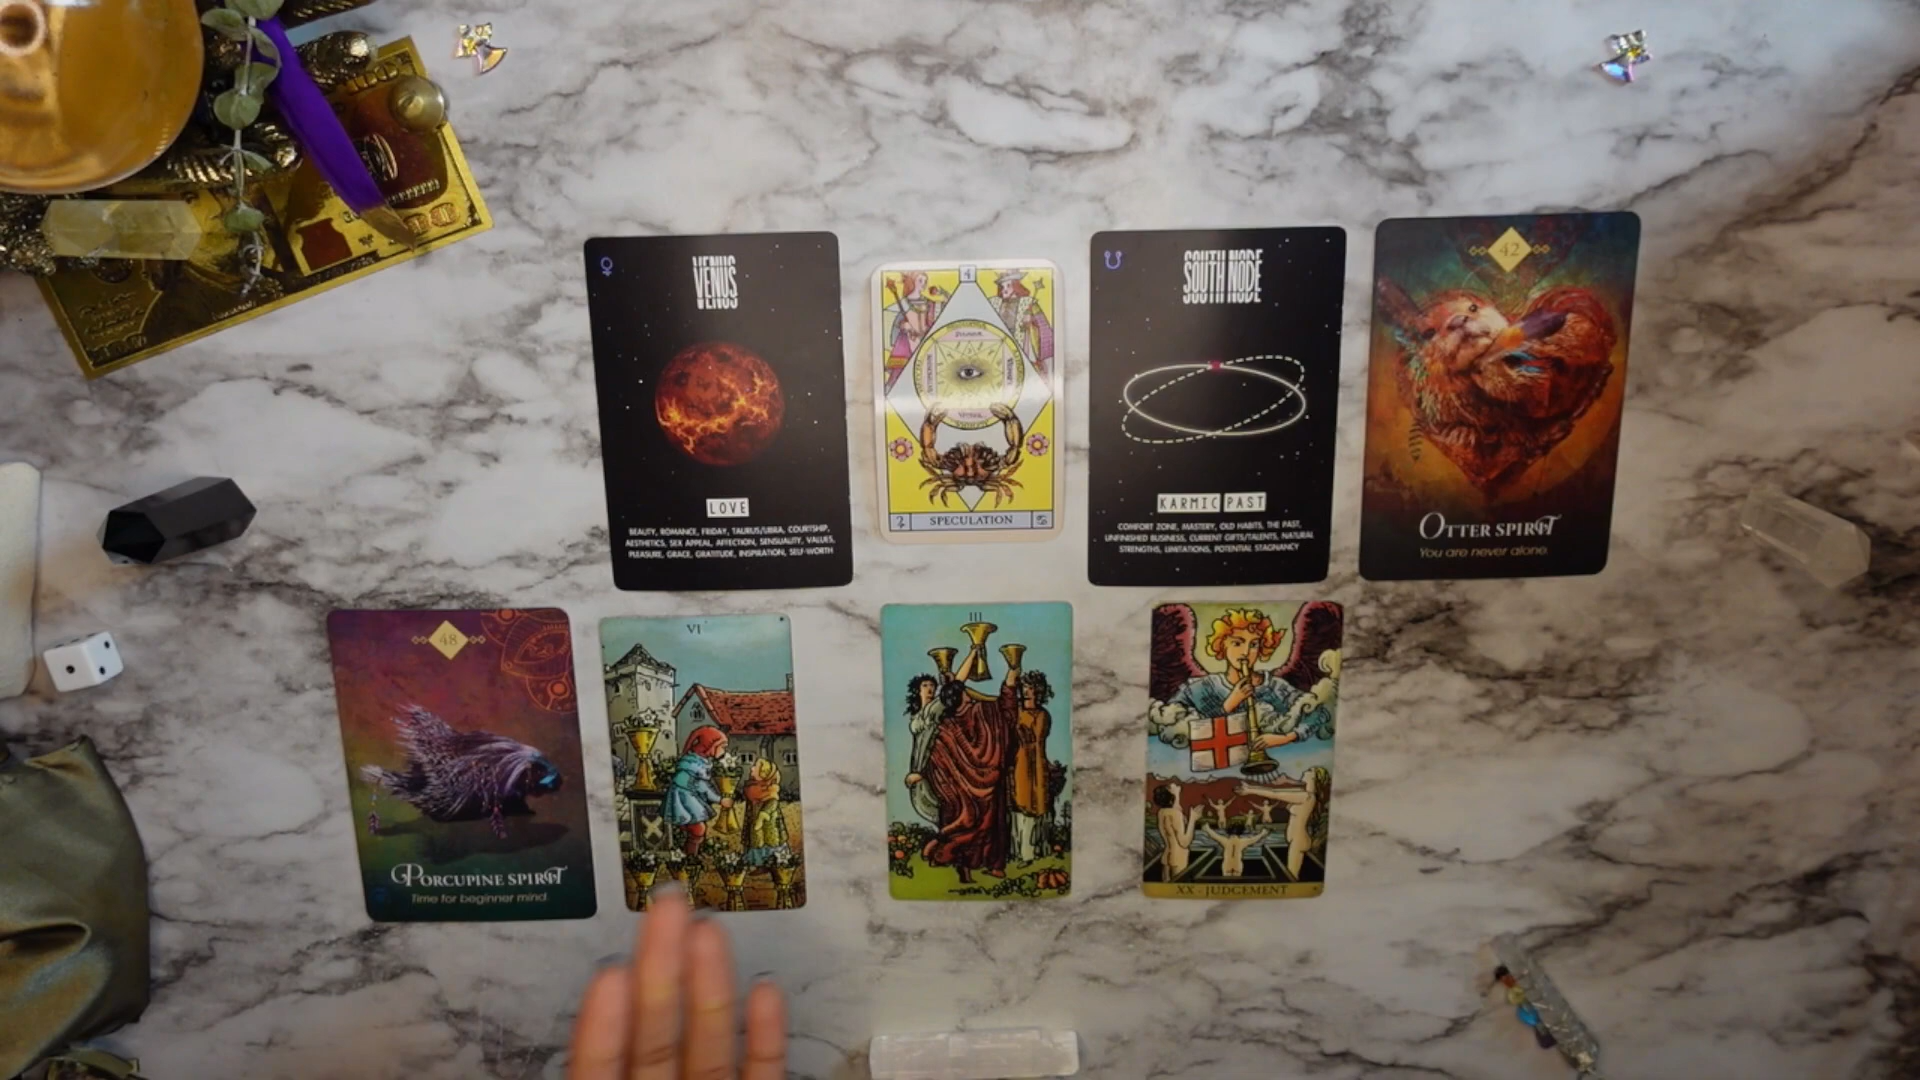 VENUS
LOVE
BEAUTY, ROMANCE, FRIDAY, TAURUS/LIBRA, COURTSHIP,
AESTHETICS, SEX APPEAL, AFFECTION, SENSUALITY, VALUES,
PLEASURE, GRACE, GRATITUDE, INSPIRATION, SELF-WORTH
4
SPECULATION
SOUTH NODE
KARMIC PAST
COMFORT ZONE, MASTERY, OLD HABITS, THE PAST,
UNFINISHED BUSINESS, CURRENT GIFTS/TALENTS, NATURAL
STRENGTHS, LIMITATIONS, POTENTIAL STAGNANCY
42
OTTER SPIRIT
You are never alone.
48
PORCUPINE SPIRIT
Time for beginner mind.
VI
III
XX - JUDGEMENT